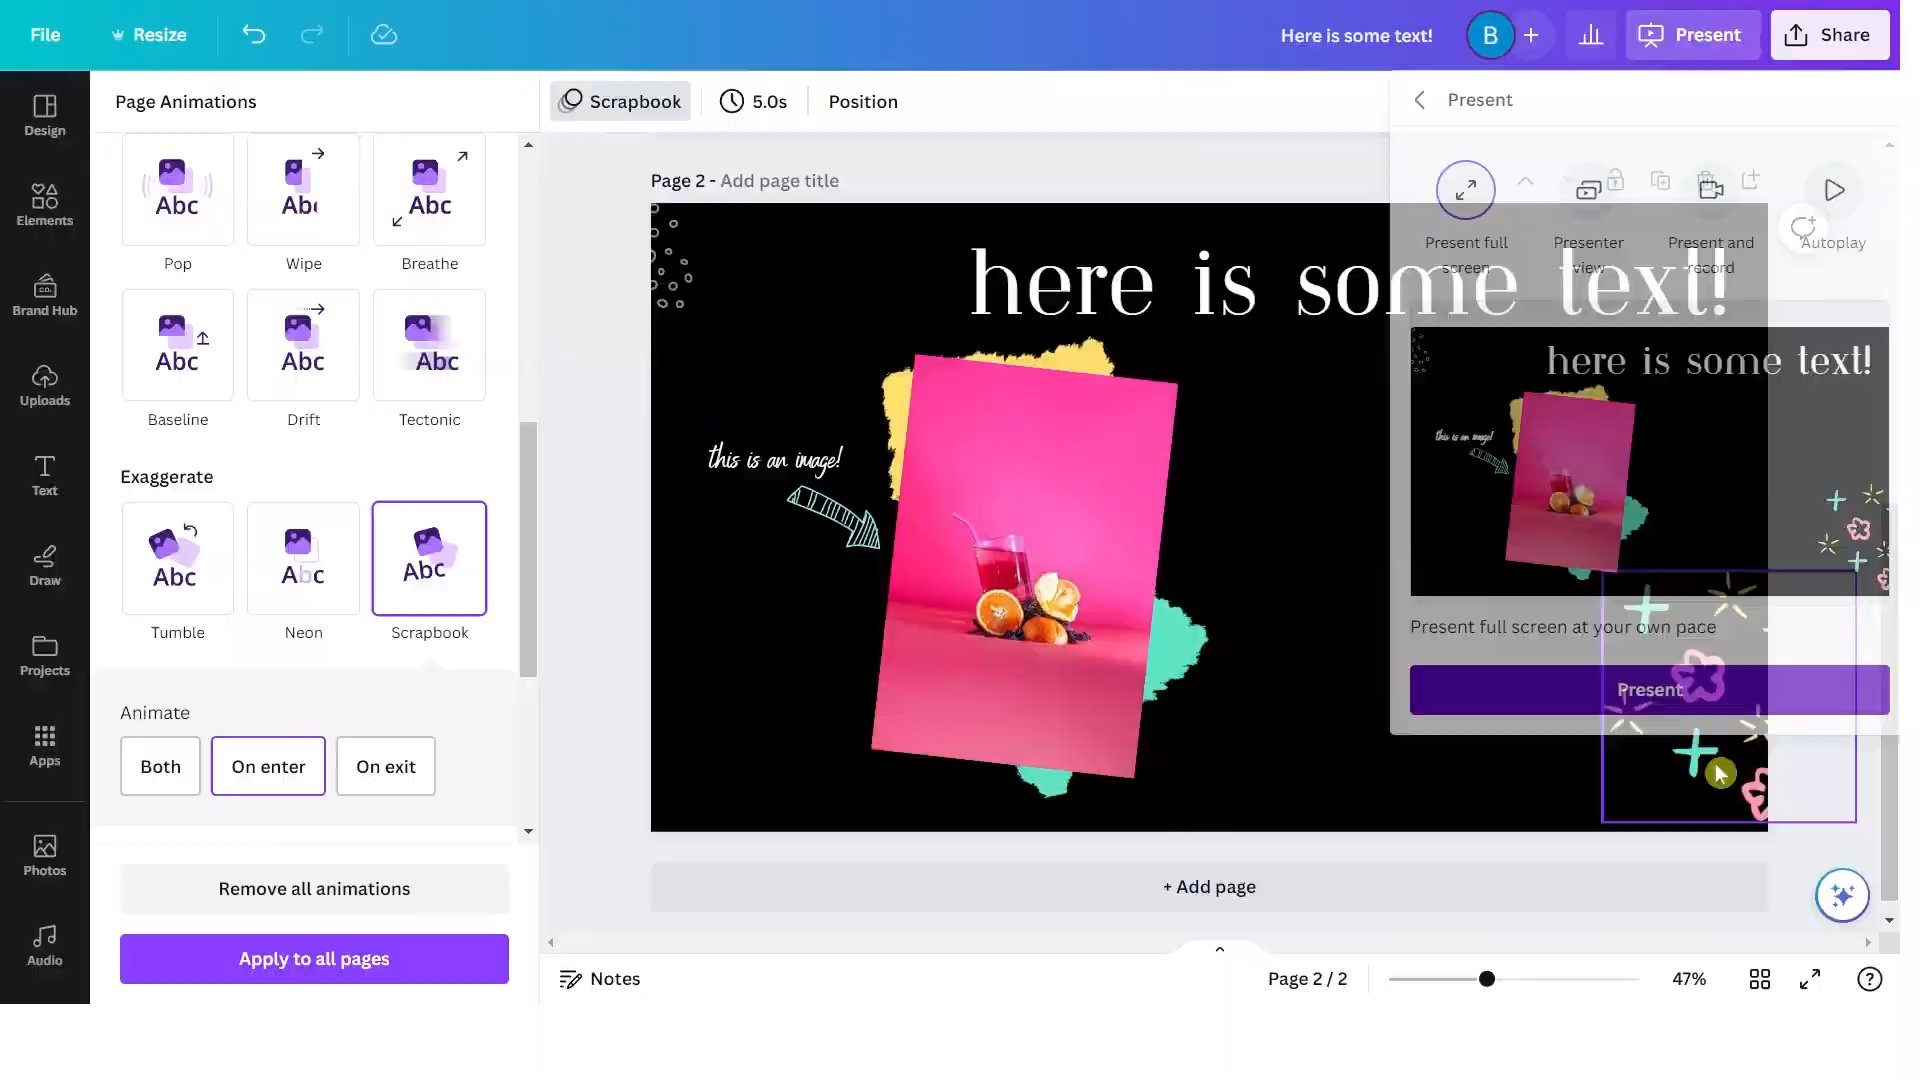 File
Resize
Here is some text!
B
Present
Share
Design
Elements
CO.
Brand Hub
Uploads
Text
Draw
Projects
Apps
Photos
Audio
Page Animations
Abc
Pop
Abc
Wipe
Abc
Breathe
Abc
Baseline
Abc
Drift
Abc
Tectonic
Exaggerate
Abc
Tumble
Abc
Neon
Abc
Scrapbook
Animate
Both
On enter
On exit
Remove all animations
Apply to all pages
Scrapbook
5.0s
Position
Page 2 - Add page title
here is some text!
this is an image!
+ Add page
Notes
Page 2 / 2
47%
Present
Present full screen
Presenter view
Present and record
Autoplay
here is some text!
this is an image!
Present full screen at your own pace
Present